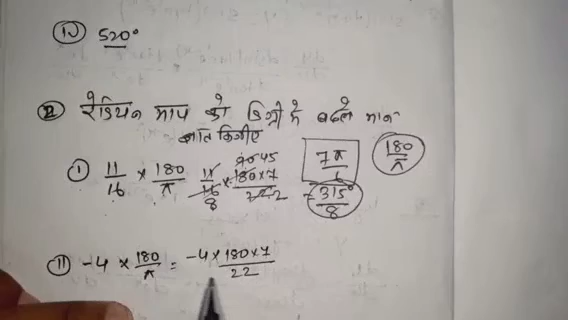 IV) 520°
2) रेडियन माप को डिग्री में बदले मान
ज्ञात किजीए
I) 11/16 × 180/π 11/16 × 180×7/22 = 315°/8 7π/6 180/π
II) -4 × 180/π = -4×180×7/22